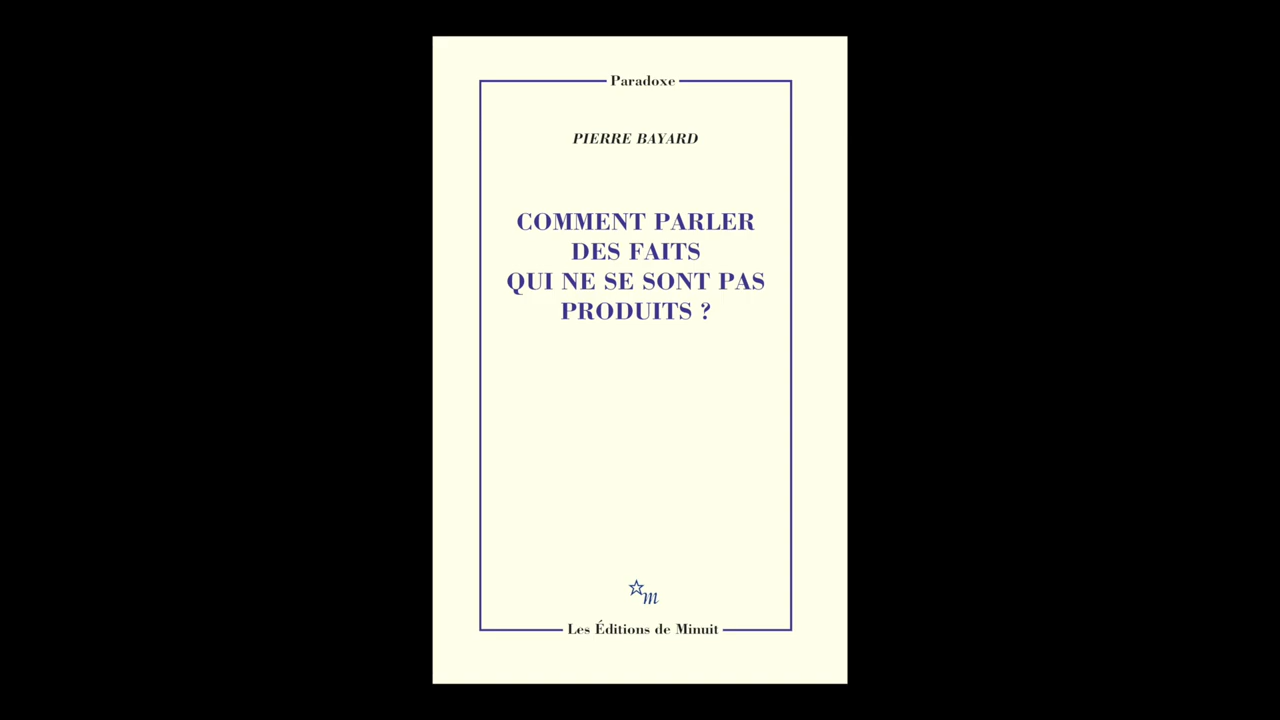 Paradoxe
PIERRE BAYARD
COMMENT PARLER
DES FAITS
QUI NE SE SONT PAS
PRODUITS ?
m
Les Éditions de Minuit